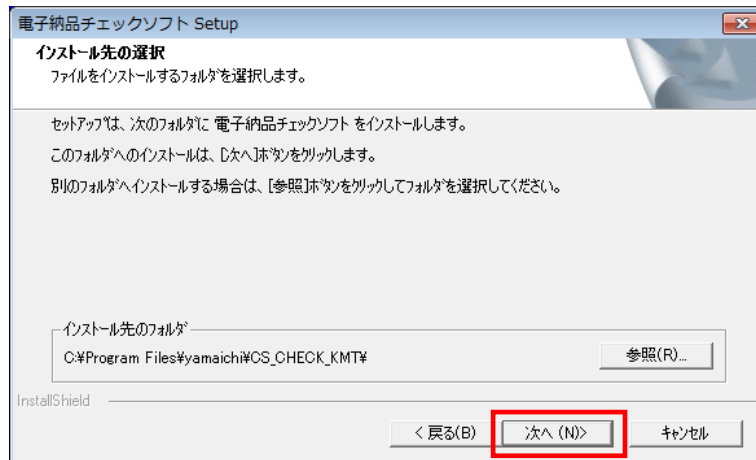 電子納品チェックソフト Setup
インストール先の選択
ファイルをインストールするフォルダを選択します。
セットアップは、次のフォルダに 電子納品チェックソフト をインストールします。
このフォルダへのインストールは、[次へ]ボタンをクリックします。
別のフォルダへインストールする場合は、[参照]ボタンをクリックしてフォルダを選択してください。
インストール先のフォルダ
C:¥Program Files¥yamaichi¥CS_CHECK_KMT¥
参照(R)...
InstallShield
< 戻る(B) 次へ (N)> キャンセル